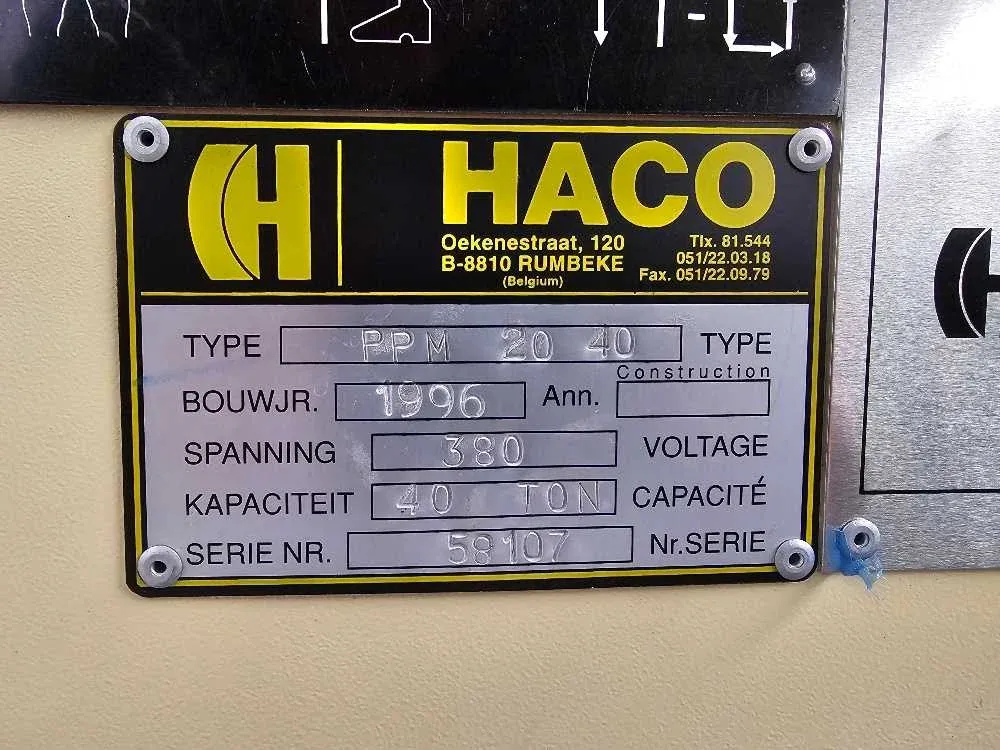 HACO
Oekenestraat, 120
B-8810 RUMBEKE
(Belgium)
Tlx. 81.544
051/22.03.18
Fax. 051/22.09.79
TYPE PPM 20 40 TYPE
Construction
BOUWJR. 1996 Ann.
SPANNING 380 VOLTAGE
KAPACITEIT 40 TON CAPACITÉ
SERIE NR. 58107 Nr.SERIE